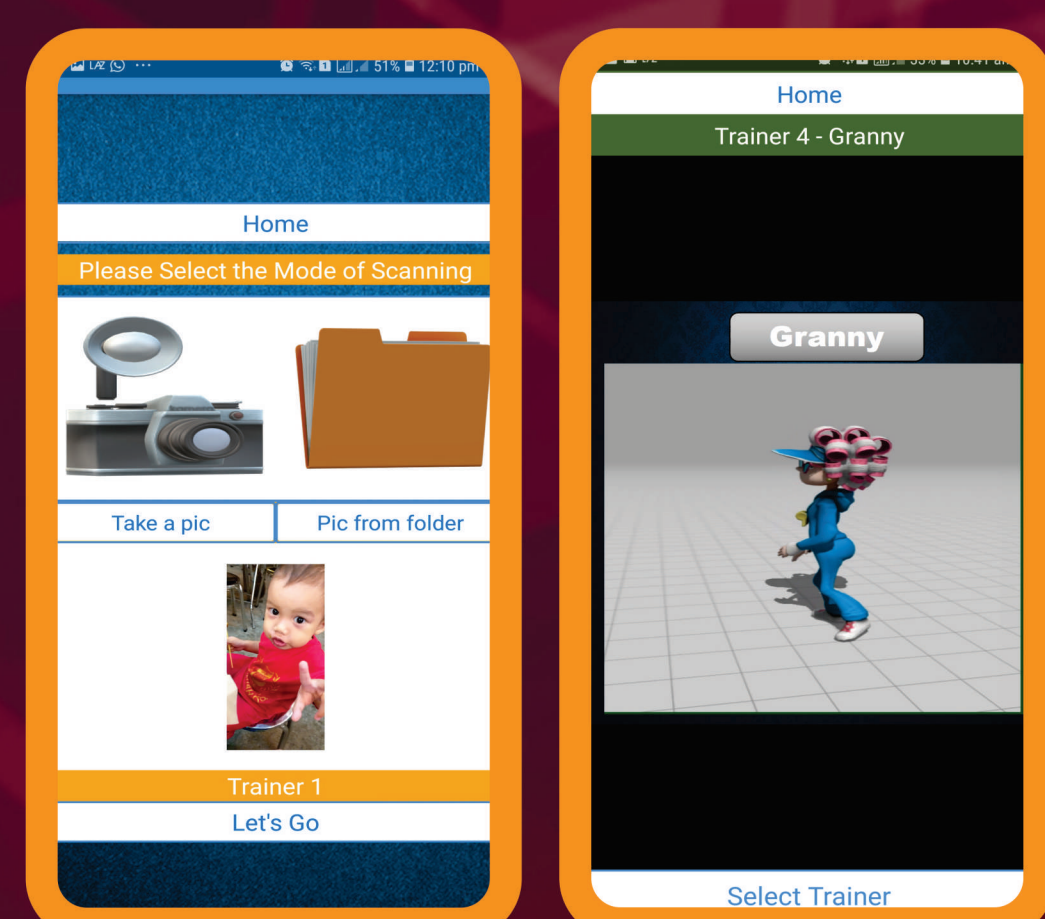 51% 12:10 pm
Home
Please Select the Mode of Scanning
Take a pic
Pic from folder
Trainer 1
Let's Go
Home
Trainer 4 - Granny
Granny
Select Trainer